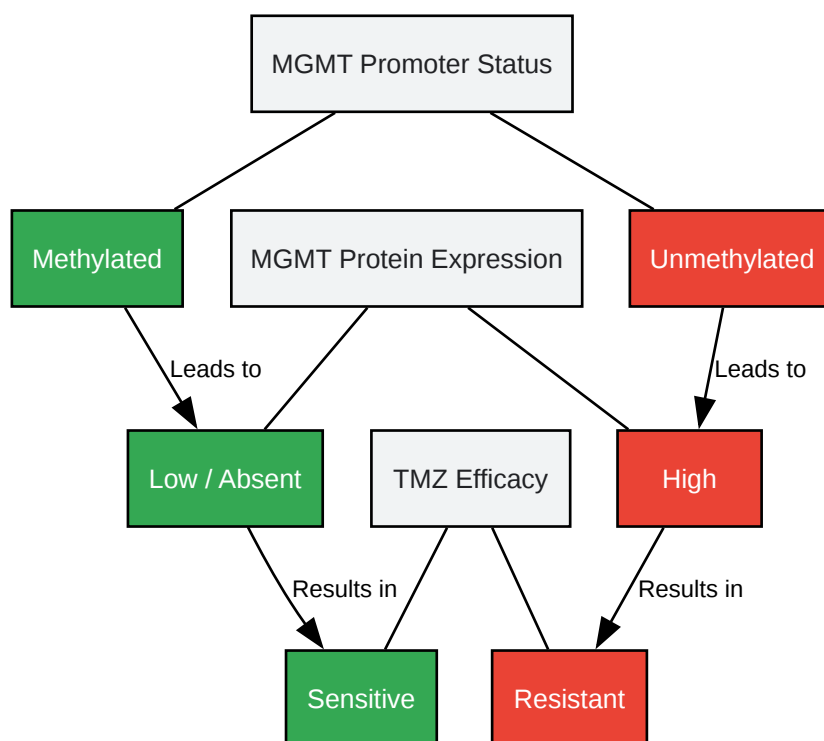 MGMT Promoter Status
Methylated
MGMT Protein Expression
Unmethylated
Leads to
Leads to
Low / Absent
TMZ Efficacy
High
Results in
Results in
Sensitive
Resistant